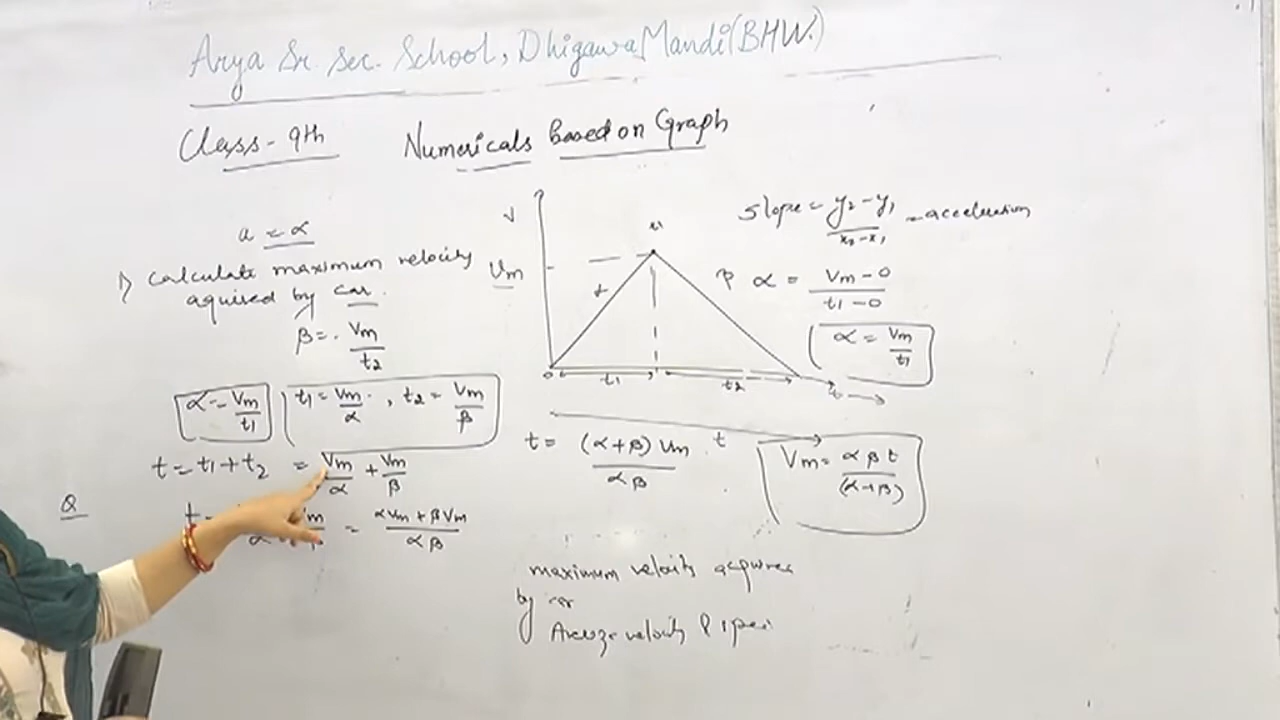 Arya Sr. Sec. School, Dhigawa Mandi (BHW.)
Class- 9th Numericals based on Graph
a = α
1) calculate maximum velocity
aquired by car.
β = Vm/t2
α = Vm/t1
t1 = Vm/α, t2 = Vm/β
t = t1 + t2 = Vm/α + Vm/β
= αVm + βVm/αβ
Q
v
Vm
t1
t2
t
Slope = y2 - y1/x2 - x1 = acceleration
α = Vm - 0/t1 - 0
α = Vm/t1
t = (α + β) Vm/αβ
t
Vm = αβt/(α + β)
maximum velocity
by
velocity &